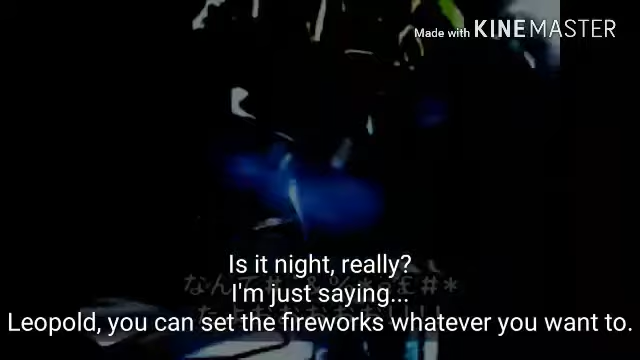 Made with KINEMASTER
Is it night, really?
I'm just saying...
Leopold, you can set the fireworks whatever you want to.